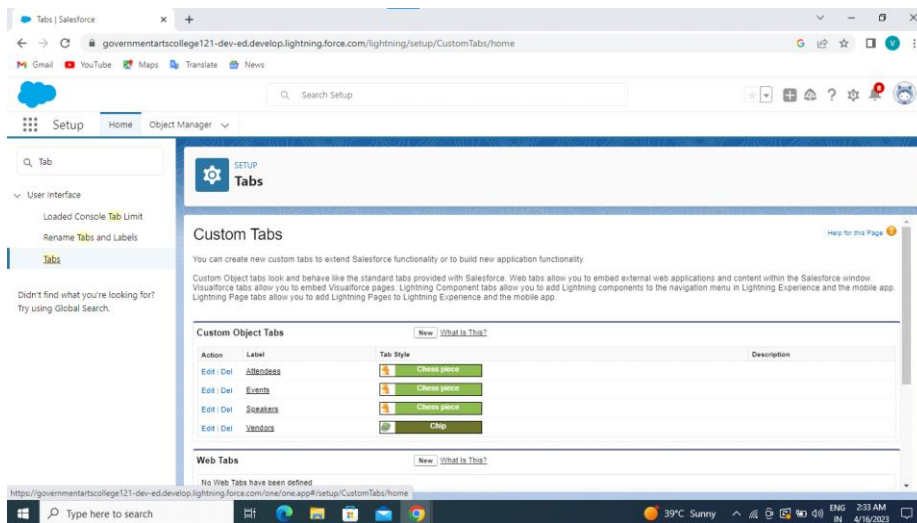 Tabs | Salesforce
governmentartscollege121-dev-ed.develop.lightning.force.com/lightning/setup/CustomTabs/home
G
V
Gmail YouTube Maps Translate News
Search Setup
Setup Home Object Manager
Tab
User Interface
Loaded Console Tab Limit
Rename Tabs and Labels
Tabs
Didn't find what you're looking for?
Try using Global Search.
SETUP
Tabs
Custom Tabs
Help for this Page
You can create new custom tabs to extend Salesforce functionality or to build new application functionality.
Custom Object tabs look and behave like the standard tabs provided with Salesforce. Web tabs allow you to embed external web applications and content within the Salesforce window.
Visualforce tabs allow you to embed Visualforce pages. Lightning Component tabs allow you to add Lightning components to the navigation menu in Lightning Experience and the mobile app.
Lightning Page tabs allow you to add Lightning Pages to Lightning Experience and the mobile app.
Custom Object Tabs New What Is This?
Action Label Tab Style Description
Edit | Del Attendees Chess piece
Edit | Del Events Chess piece
Edit | Del Speakers Chess piece
Edit | Del Vendors Chip
Web Tabs New What Is This?
No Web Tabs have been defined
https://governmentartscollege121-dev-ed.develop.lightning.force.com/one/one.app#/setup/CustomTabs/home
Type here to search
39°C Sunny
ENG
IN
2:33 AM
4/16/2023